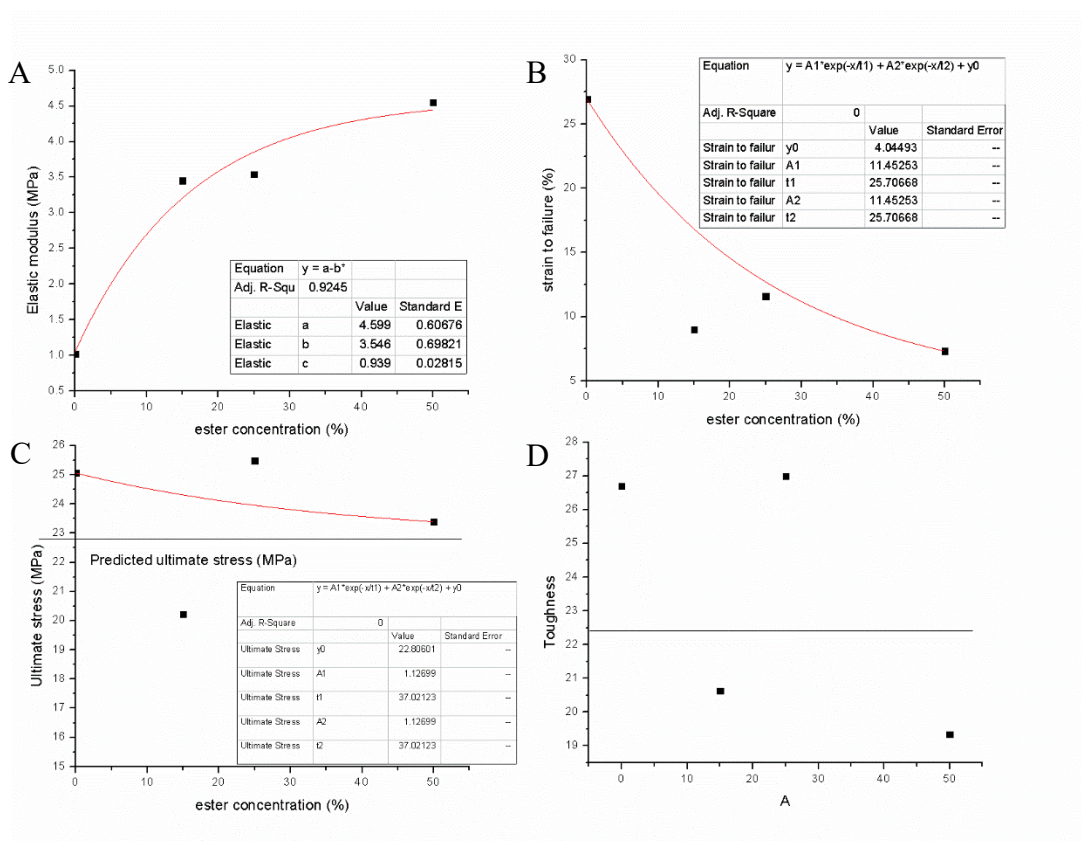 A
5.0
4.5
4.0
3.5
3.0
2.5
2.0
1.5
1.0
0.5
Elastic modulus (MPa)
0 10 20 30 40 50
ester concentration (%)
Equation y = a-b*
Adj. R-Squ 0.9245
Value Standard E
Elastic a 4.599 0.60676
Elastic b 3.546 0.69821
Elastic c 0.939 0.02815
B
30
25
20
15
10
5
strain to failure (%)
0 10 20 30 40 50
ester concentration (%)
Equation y = A1*exp(-x/t1) + A2*exp(-x/t2) + y0
Adj. R-Square 0
Value Standard Error
Strain to failur y0 4.04493 --
Strain to failur A1 11.45253 --
Strain to failur t1 25.70668 --
Strain to failur A2 11.45253 --
Strain to failur t2 25.70668 --
C
26
25
24
23
22
21
20
19
18
17
16
15
Ultimate stress (MPa)
Predicted ultimate stress (MPa)
0 10 20 30 40 50
ester concentration (%)
Equation y = A1*exp(-x/t1) + A2*exp(-x/t2) + y0
Adj. R-Square 0
Value Standard Error
Ultimate Stress y0 22.80601 --
Ultimate Stress A1 1.12699 --
Ultimate Stress t1 37.02123 --
Ultimate Stress A2 1.12699 --
Ultimate Stress t2 37.02123 --
D
28
27
26
25
24
23
22
21
20
19
Toughness
0 10 20 30 40 50
A